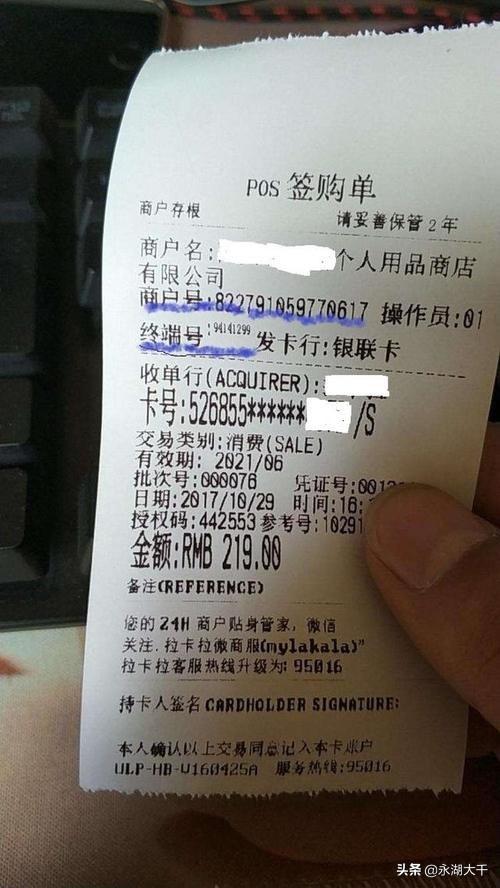 POS 签购单
商户存根 请妥善保管2年
商户名: 个人用品商店
有限公司
商户号:822791059770617 操作员:01
终端号:94141299 发卡行:银联卡
收单行(ACQUIRER):
卡号:526855****** /S
交易类别:消费(SALE)
有效期: 2021/06
批次号:000076 凭证号:001
日期:2017/10/29 时间:16:
授权码:442553 参考号:10291
金额:RMB 219.00
备注(REFERENCE)
您的24H 商户贴身管家,微信
关注.拉卡拉微商服(mylakala)"
拉卡拉客服热线升级为: 95016
持卡人签名 CARDHOLDER SIGNATURE:
本人确认以上交易同意记入本卡账户
ULP-HB-V160425A 服务热线:95016
头条 @永湖大千